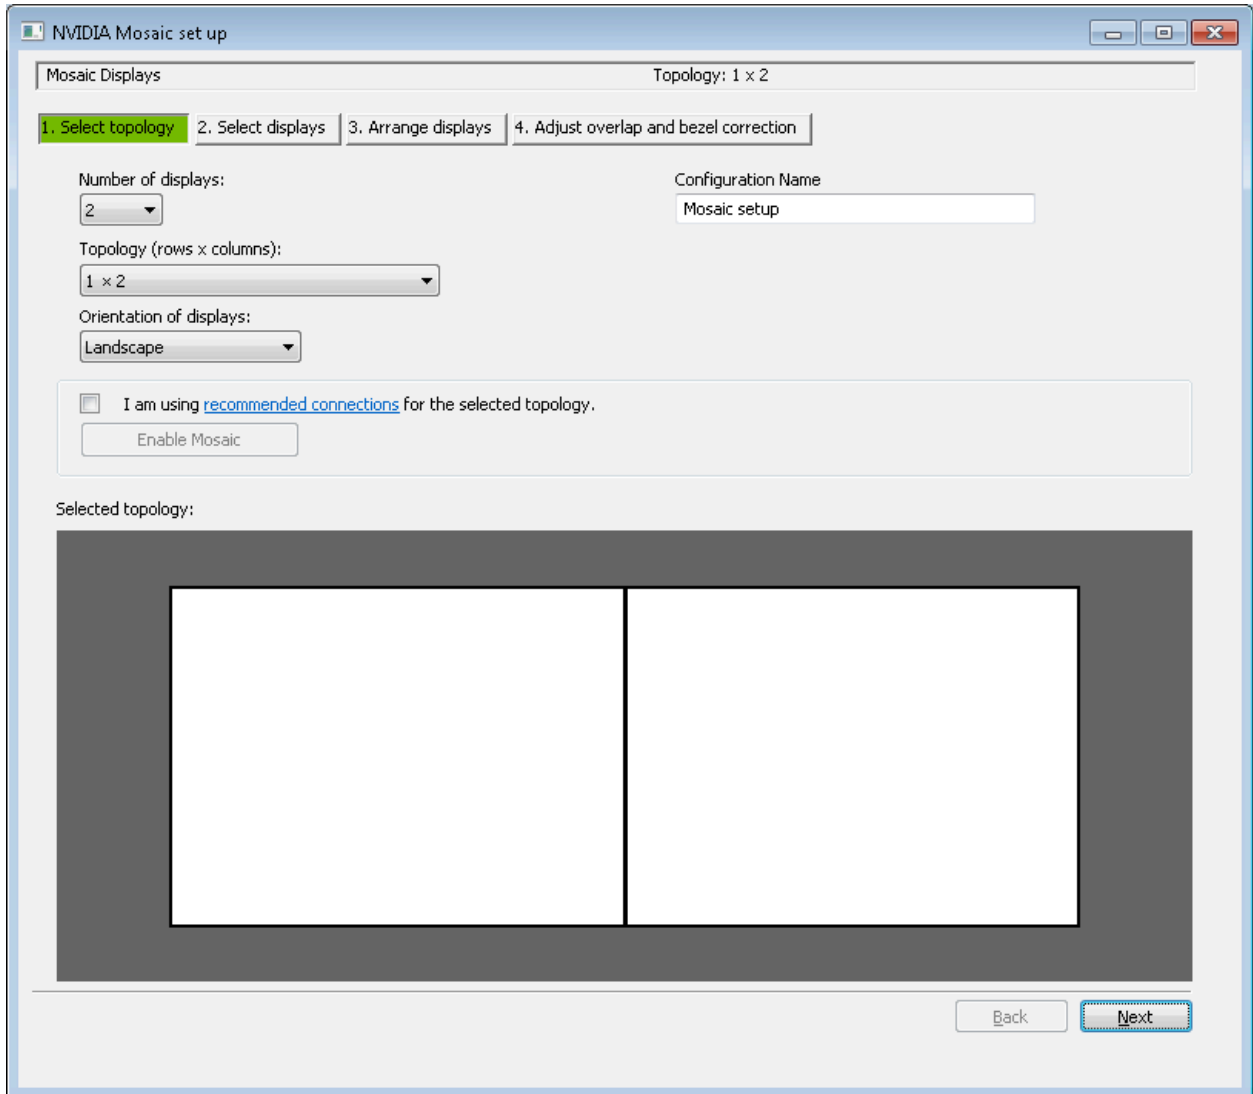 NVIDIA Mosaic set up
Mosaic Displays Topology: 1 x 2
1. Select topology 2. Select displays 3. Arrange displays 4. Adjust overlap and bezel correction
Number of displays: Configuration Name
2 Mosaic setup
Topology (rows x columns):
1 x 2
Orientation of displays:
Landscape
I am using recommended connections for the selected topology.
Enable Mosaic
Selected topology:
Back Next